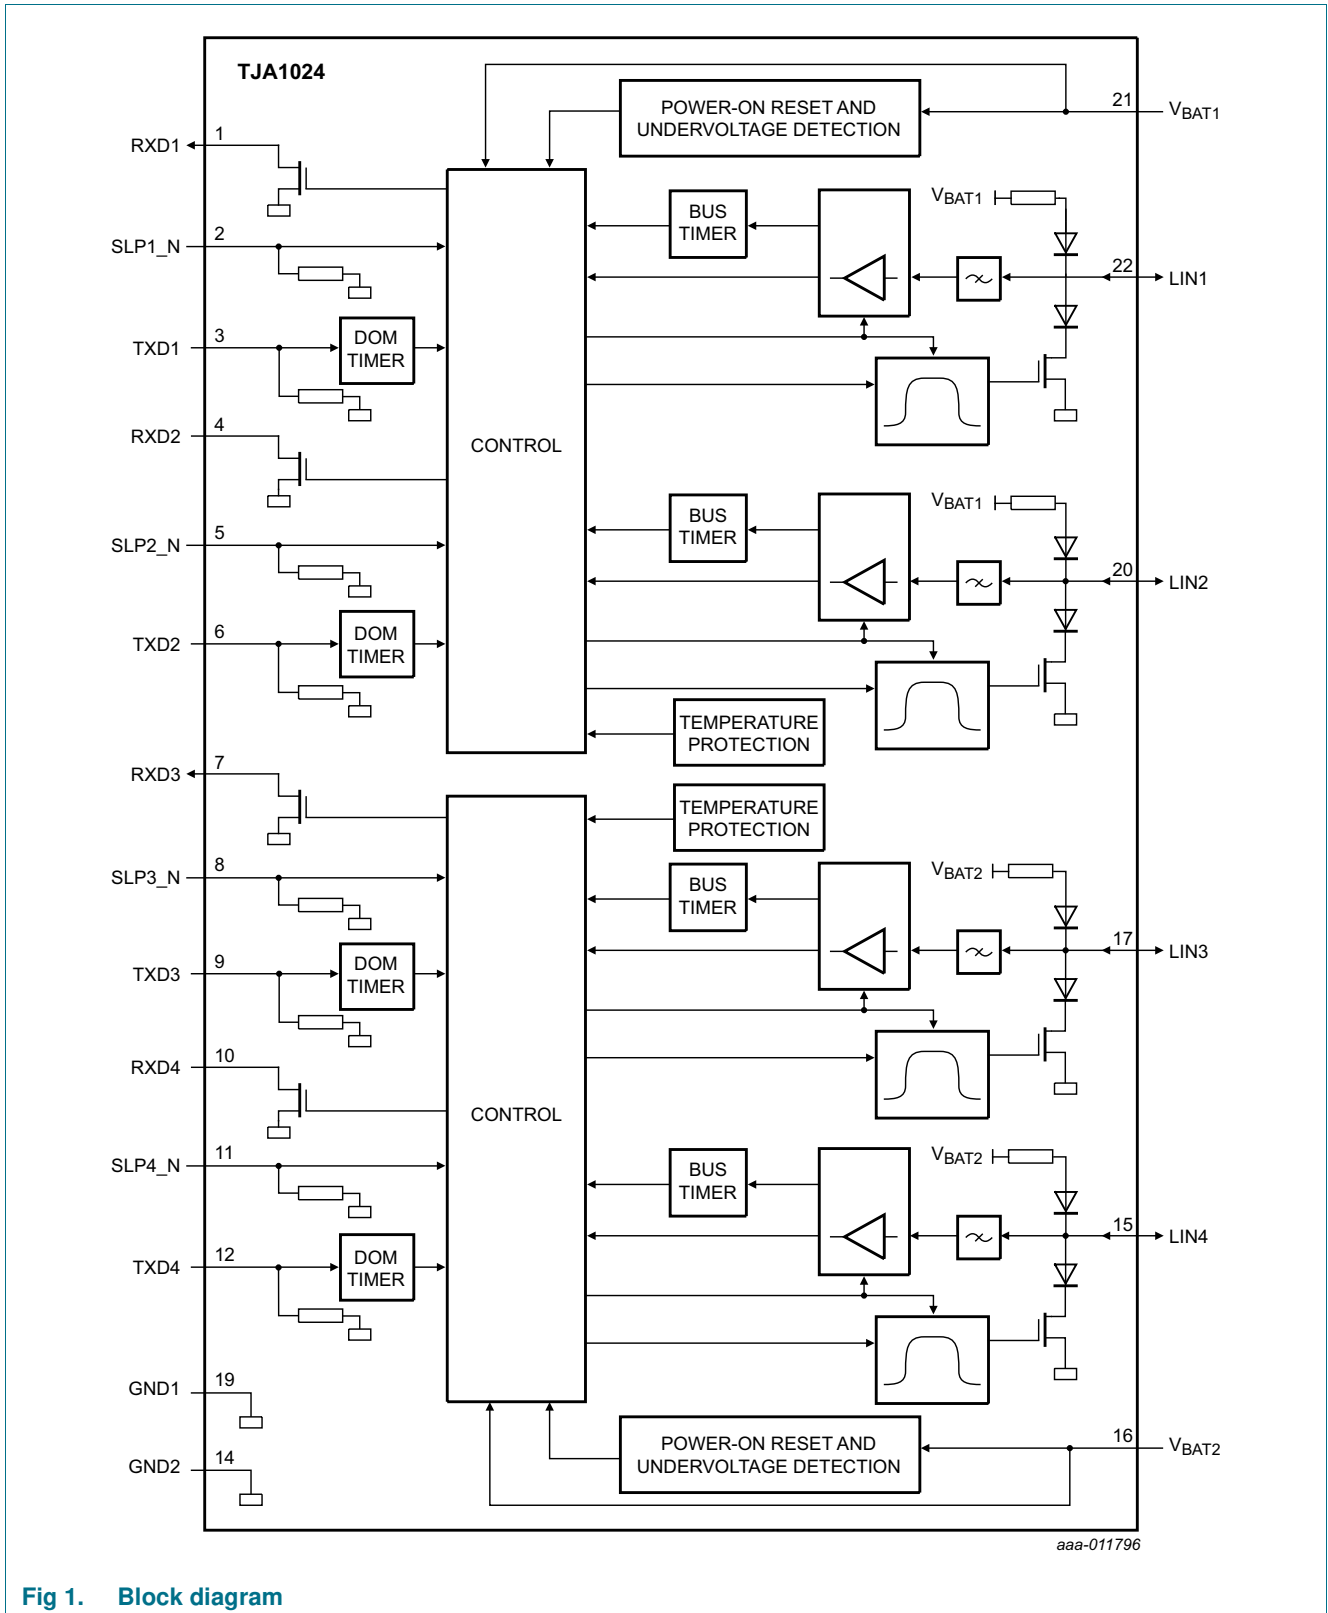 TJA1024
POWER-ON RESET AND
UNDERVOLTAGE DETECTION
21
VBAT1
1
RXD1
VBAT1
BUS
TIMER
2
SLP1_N
22
LIN1
3
TXD1
DOM
TIMER
4
RXD2
CONTROL
VBAT1
BUS
TIMER
5
SLP2_N
20
LIN2
6
TXD2
DOM
TIMER
TEMPERATURE
PROTECTION
7
RXD3
TEMPERATURE
PROTECTION
8
SLP3_N
VBAT2
BUS
TIMER
17
LIN3
9
TXD3
DOM
TIMER
10
RXD4
CONTROL
11
SLP4_N
VBAT2
BUS
TIMER
15
LIN4
12
TXD4
DOM
TIMER
19
GND1
POWER-ON RESET AND
UNDERVOLTAGE DETECTION
16
VBAT2
14
GND2
aaa-011796
Fig 1. Block diagram